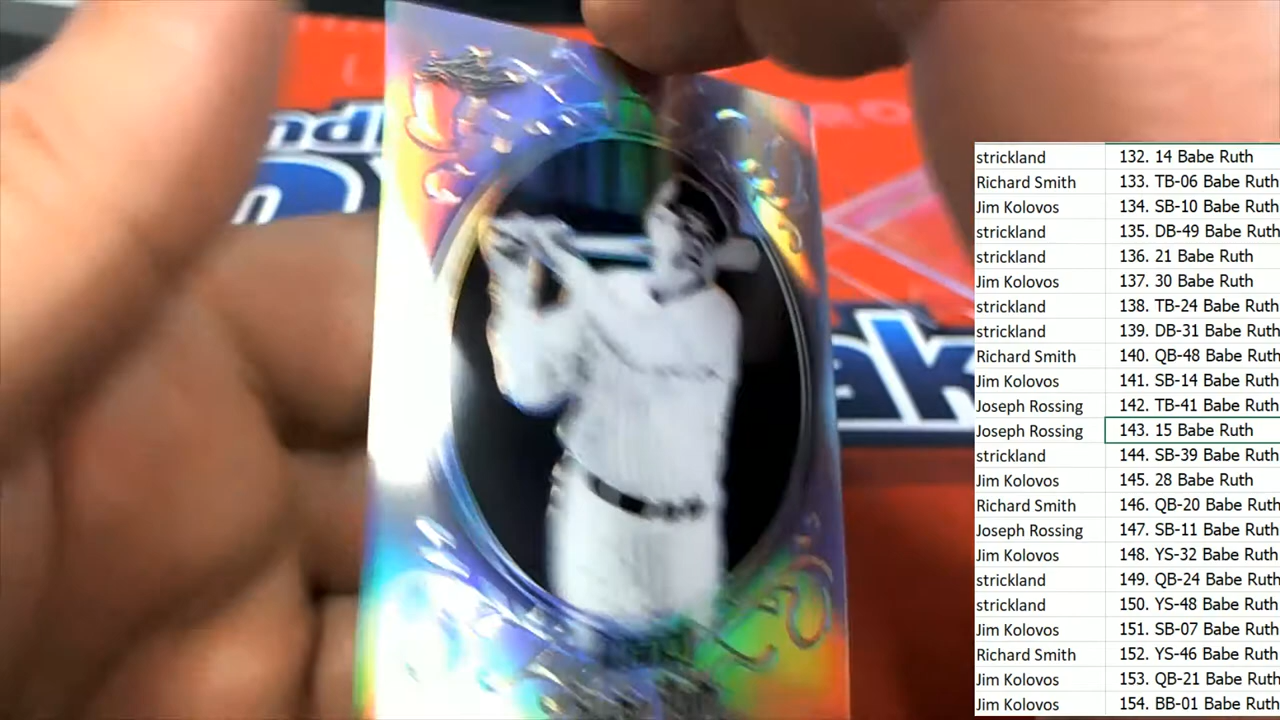 strickland 132. 14 Babe Ruth
Richard Smith 133. TB-06 Babe Ruth
Jim Kolovos 134. SB-10 Babe Ruth
strickland 135. DB-49 Babe Ruth
strickland 136. 21 Babe Ruth
Jim Kolovos 137. 30 Babe Ruth
strickland 138. TB-24 Babe Ruth
strickland 139. DB-31 Babe Ruth
Richard Smith 140. QB-48 Babe Ruth
Jim Kolovos 141. SB-14 Babe Ruth
Joseph Rossing 142. TB-41 Babe Ruth
Joseph Rossing 143. 15 Babe Ruth
strickland 144. SB-39 Babe Ruth
Jim Kolovos 145. 28 Babe Ruth
Richard Smith 146. QB-20 Babe Ruth
Joseph Rossing 147. SB-11 Babe Ruth
Jim Kolovos 148. YS-32 Babe Ruth
strickland 149. QB-24 Babe Ruth
strickland 150. YS-48 Babe Ruth
Jim Kolovos 151. SB-07 Babe Ruth
Richard Smith 152. YS-46 Babe Ruth
Jim Kolovos 153. QB-21 Babe Ruth
Jim Kolovos 154. BB-01 Babe Ruth